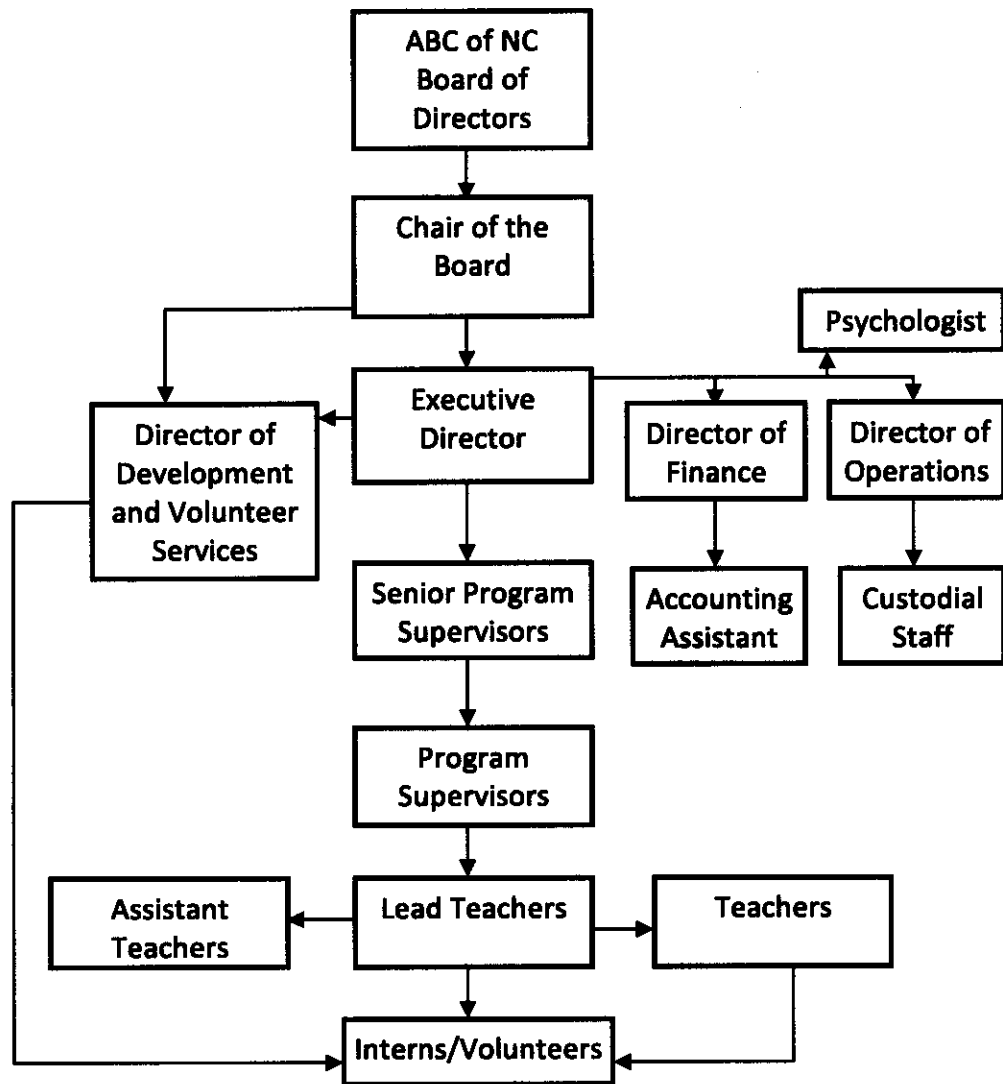 ABC of NC
Board of
Directors
Chair of the
Board
Psychologist
Executive
Director
Director of
Development
and Volunteer
Services
Director of
Finance
Director of
Operations
Senior Program
Supervisors
Accounting
Assistant
Custodial
Staff
Program
Supervisors
Assistant
Teachers
Lead Teachers
Teachers
Interns/Volunteers